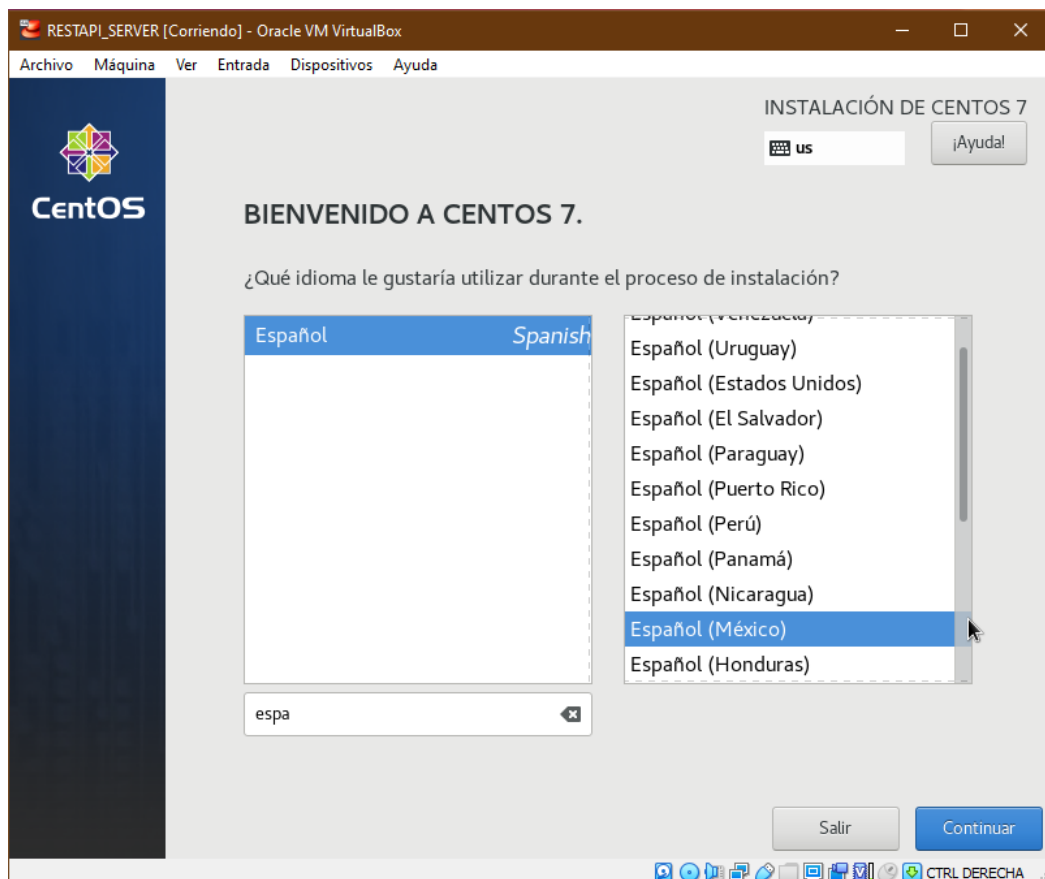 RESTAPI_SERVER [Corriendo] - Oracle VM VirtualBox
Archivo Máquina Ver Entrada Dispositivos Ayuda
INSTALACIÓN DE CENTOS 7
us
¡Ayuda!
CentOS
BIENVENIDO A CENTOS 7.
¿Qué idioma le gustaría utilizar durante el proceso de instalación?
Español Spanish
Español (Venezuela)
Español (Uruguay)
Español (Estados Unidos)
Español (El Salvador)
Español (Paraguay)
Español (Puerto Rico)
Español (Perú)
Español (Panamá)
Español (Nicaragua)
Español (México)
Español (Honduras)
espa
Salir
Continuar
CTRL DERECHA